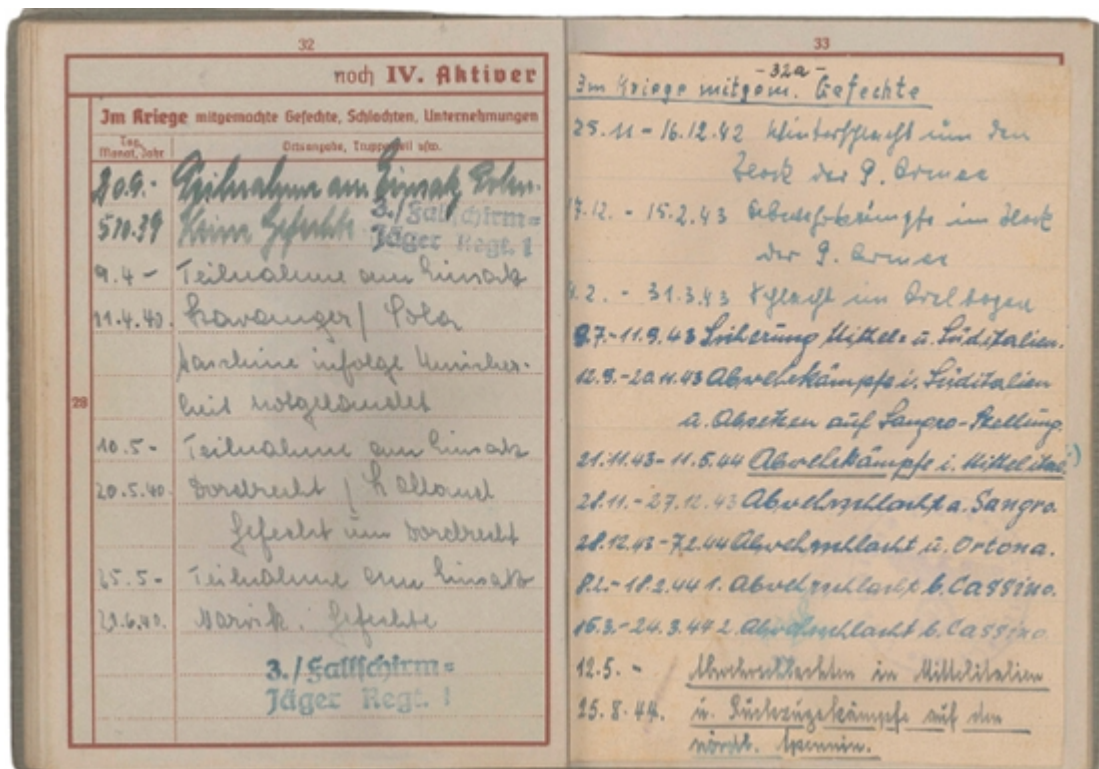 32
noch IV. Aktiver
Im Kriege mitgemachte Gefechte, Schlachten, Unternehmungen
Tag, Monat, Jahr
Ortsangabe, Truppenteil usw.
20.9.- Teilnahme am Einsatz Polen.
5.10.39 Keine Gefechte
3./Fallschirm=
Jäger Regt. 1
9.4- Teilnahme am Einsatz
11.4.40. Stavanger / Sola
Maschine infolge Unsicher-
heit notgelandet
28
10.5- Teilnahme am Einsatz
20.5.40. Dordrecht / Holland
Gefecht um Dordrecht
25.5- Teilnahme am Einsatz
Narvik. Gefechte
3./Fallschirm=
Jäger Regt. 1
33
-32a-
Im Kriege mitgem. Gefechte
25.11-16.12.42 Winterschlacht um den
Block der 9. Armee
17.12. - 15.2.43 Abwehrkämpfe im Block
der 9. Armee
.2. - 31.3.43 Schlacht im Orelbogen
9.7-11.9.43 Sicherung Mittel- u. Süditalien.
12.9.-20.11.43 Abwehrkämpfe i. Süditalien
u. Absetzen auf Sangro-Stellung.
21.11.43-11.5.44 Abwehrkämpfe i. Mittelital.
28.11.-27.12.43 Abwehrschlacht a. Sangro.
28.12.43-7.2.44 Abwehrschlacht ü. Ortona.
8.2.-18.2.44 1. Abwehrschlacht b. Cassino.
15.3.-24.3.44 2. Abwehrschlacht b. Cassino
12.5. - Abwehrschlachten in Mittelitalien
25.8.44. u. Rückzugskämpfe auf den
nördl. Apennin.